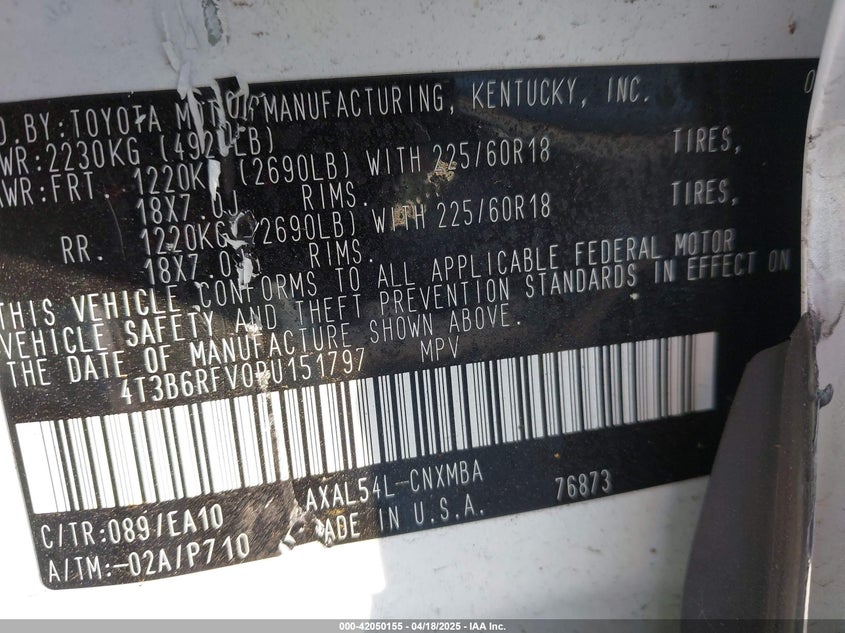 D BY: TOYOTA MOTOR MANUFACTURING, KENTUCKY, INC. 0
WR: 2230KG (4920LB)
AWR: FRT. 1220KG (2690LB) WITH 225/60R18 TIRES,
18X7.0J RIMS.
RR. 1220KG (2690LB) WITH 225/60R18 TIRES,
18X7.0J RIMS.
THIS VEHICLE CONFORMS TO ALL APPLICABLE FEDERAL MOTOR
VEHICLE SAFETY AND THEFT PREVENTION STANDARDS IN EFFECT ON
THE DATE OF MANUFACTURE SHOWN ABOVE.
MPV
C/TR:089/EA10 AXAL54L-CNXMBA 76873
A/TM:-02A/P710 ADE IN U.S.A.
000-42050155 - 04/18/2025 - IAA Inc.